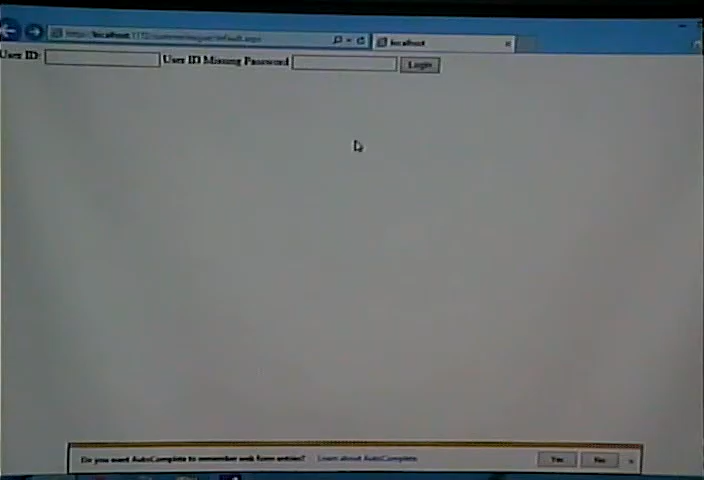 localhost
User ID: User ID Missing Password Login
Do you want AutoComplete to remember web form entries? Learn about AutoComplete Yes No